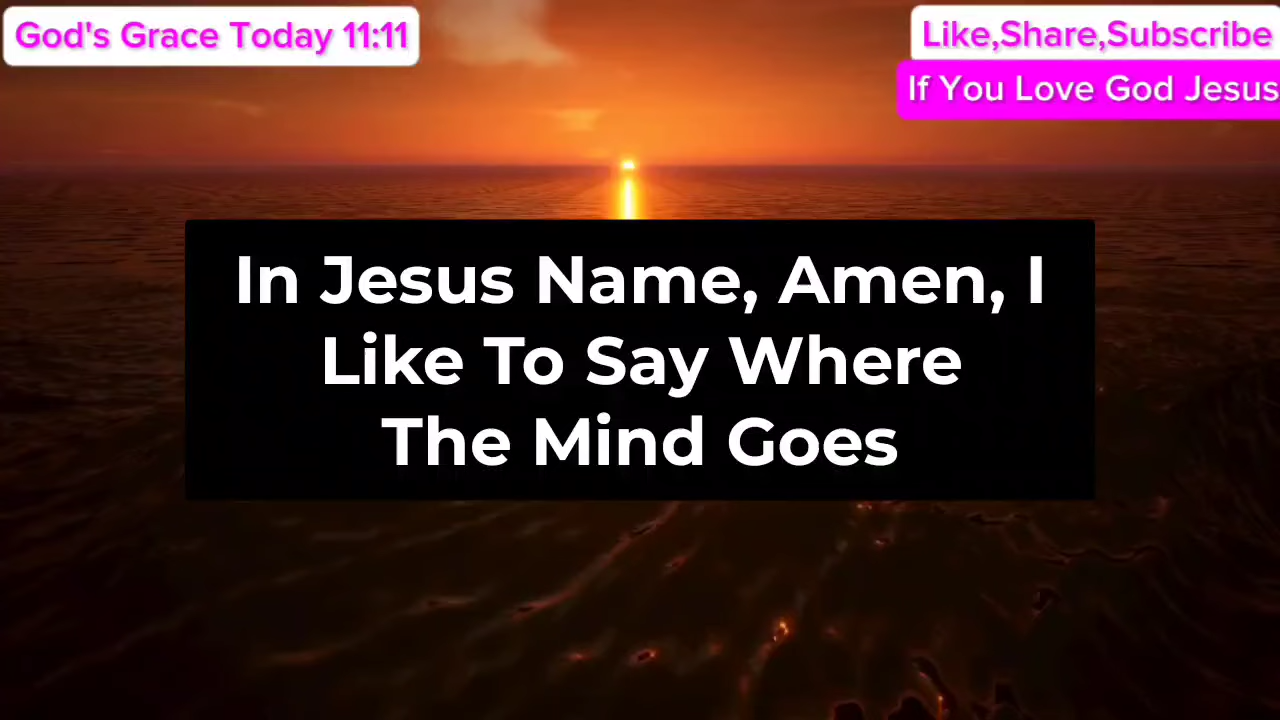 God's Grace Today 11:11
Like,Share,Subscribe
If You Love God Jesus
In Jesus Name, Amen, I
Like To Say Where
The Mind Goes